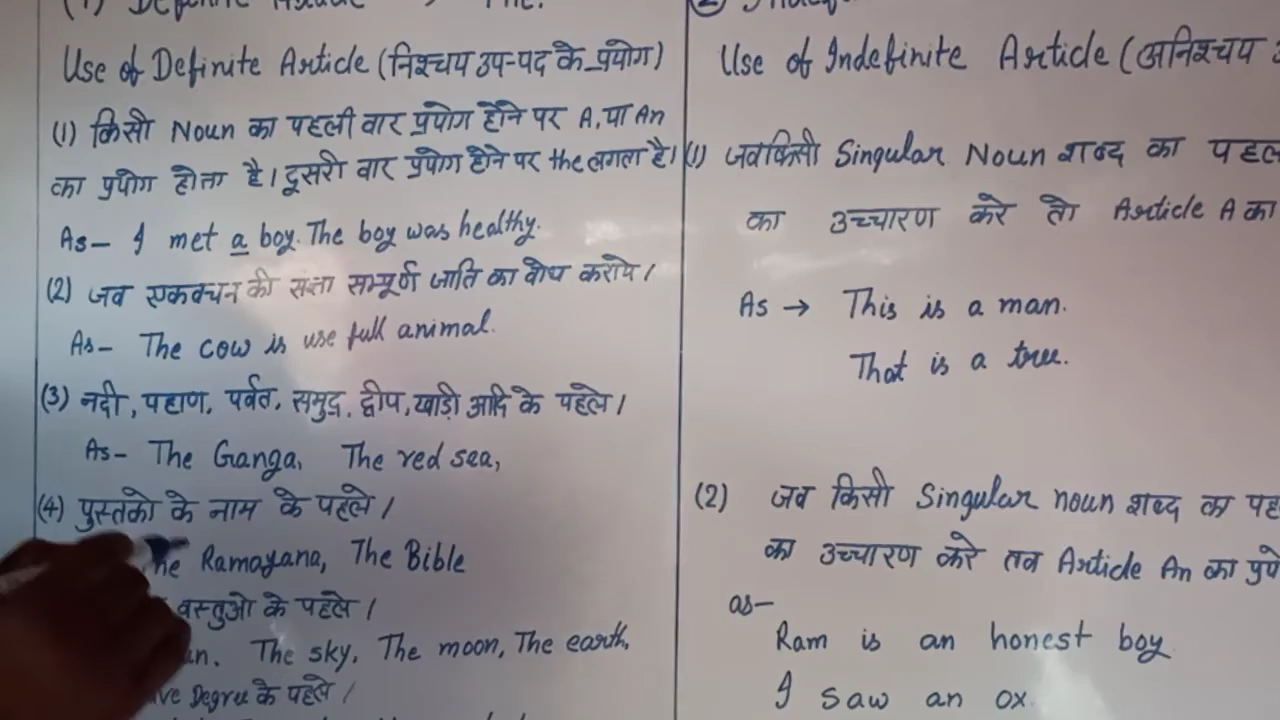 Use of Definite Article (निश्चय उप-पद के प्रयोग)
(1) किसी Noun का पहली वार प्रयोग होने पर A, या An
का प्रयोग होता है। दूसरी वार प्रयोग होने पर the लगता है।
As- I met a boy. The boy was healthy.
(2) जव एकवचन की संज्ञा सम्पूर्ण जाति का वोध कराये।
As- The cow is use full animal.
(3) नदी, पहाण, पर्वत, समुद्र, द्वीप, खाड़ी आदि के पहले।
As- The Ganga, The red sea,
(4) पुस्तको के नाम के पहले।
Ramayana, The Bible
वस्तुओ के पहले।
The sky, The moon, The earth,
Degree के पहले।
Use of Indefinite Article (अनिश्चय
(1) जव किसी Singular Noun शब्द का
का उच्चारण करे तो Article A का
As → This is a man.
That is a tree.
(2) जव किसी Singular noun शब्द का
का उच्चारण करे तव Article An का
as-
Ram is an honest boy
I saw an ox.